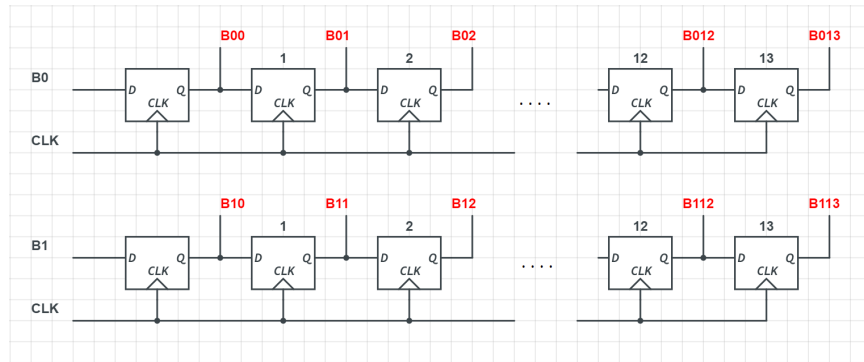 B00 B01 B02 B012 B013
1 2 12 13
B0 D Q D Q D Q D Q D Q
CLK CLK CLK CLK CLK
. . . .
CLK
B10 B11 B12 B112 B113
1 2 12 13
B1 D Q D Q D Q D Q D Q
CLK CLK CLK CLK CLK
. . . .
CLK